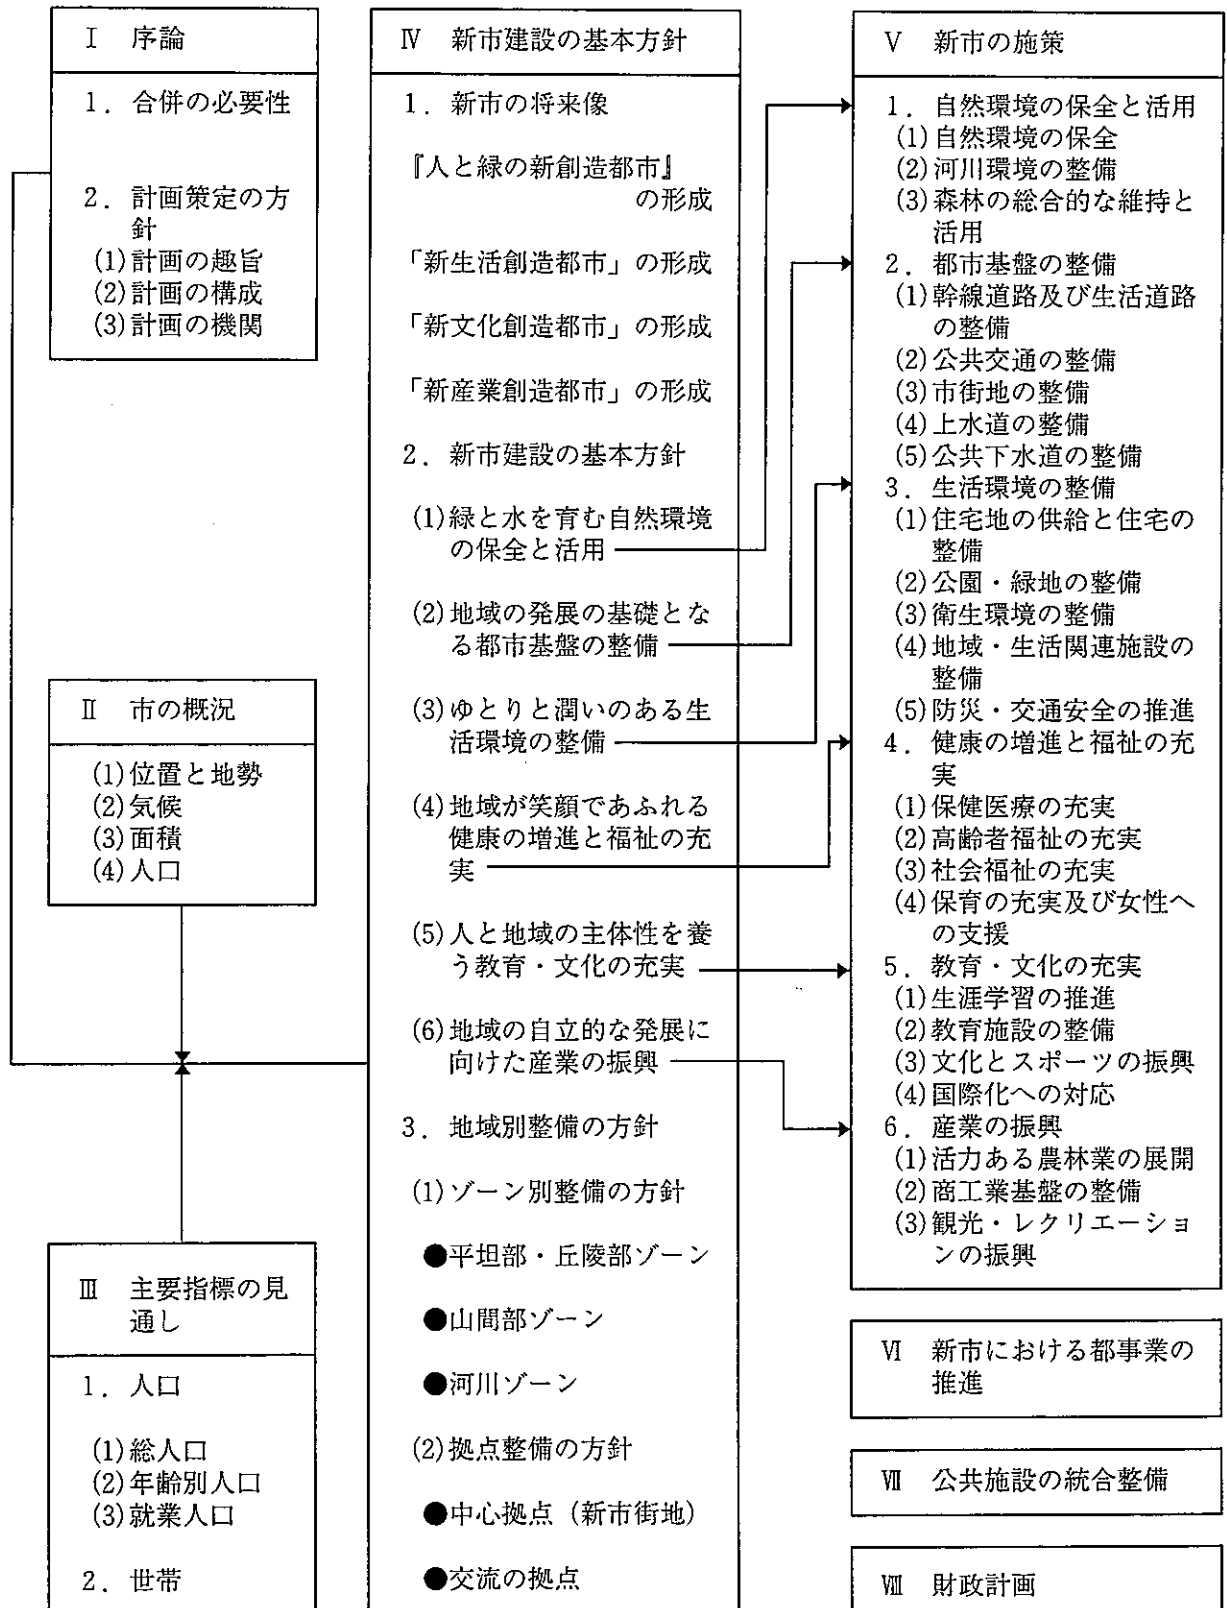 Ⅰ 序論
1．合併の必要性
2．計画策定の方
針
(1)計画の趣旨
(2)計画の構成
(3)計画の機関
Ⅱ 市の概況
(1)位置と地勢
(2)気候
(3)面積
(4)人口
Ⅲ 主要指標の見
通し
1．人口
(1)総人口
(2)年齢別人口
(3)就業人口
2．世帯
Ⅳ 新市建設の基本方針
1．新市の将来像
『人と緑の新創造都市』
の形成
「新生活創造都市」の形成
「新文化創造都市」の形成
「新産業創造都市」の形成
2．新市建設の基本方針
(1)緑と水を育む自然環境
の保全と活用
(2)地域の発展の基礎とな
る都市基盤の整備
(3)ゆとりと潤いのある生
活環境の整備
(4)地域が笑顔であふれる
健康の増進と福祉の充
実
(5)人と地域の主体性を養
う教育・文化の充実
(6)地域の自立的な発展に
向けた産業の振興
3．地域別整備の方針
(1)ゾーン別整備の方針
●平坦部・丘陵部ゾーン
●山間部ゾーン
●河川ゾーン
(2)拠点整備の方針
●中心拠点（新市街地）
●交流の拠点
Ⅴ 新市の施策
1．自然環境の保全と活用
(1)自然環境の保全
(2)河川環境の整備
(3)森林の総合的な維持と
活用
2．都市基盤の整備
(1)幹線道路及び生活道路
の整備
(2)公共交通の整備
(3)市街地の整備
(4)上水道の整備
(5)公共下水道の整備
3．生活環境の整備
(1)住宅地の供給と住宅の
整備
(2)公園・緑地の整備
(3)衛生環境の整備
(4)地域・生活関連施設の
整備
(5)防災・交通安全の推進
4．健康の増進と福祉の充
実
(1)保健医療の充実
(2)高齢者福祉の充実
(3)社会福祉の充実
(4)保育の充実及び女性へ
の支援
5．教育・文化の充実
(1)生涯学習の推進
(2)教育施設の整備
(3)文化とスポーツの振興
(4)国際化への対応
6．産業の振興
(1)活力ある農林業の展開
(2)商工業基盤の整備
(3)観光・レクリエーショ
ンの振興
Ⅵ 新市における都事業の
推進
Ⅶ 公共施設の統合整備
Ⅷ 財政計画